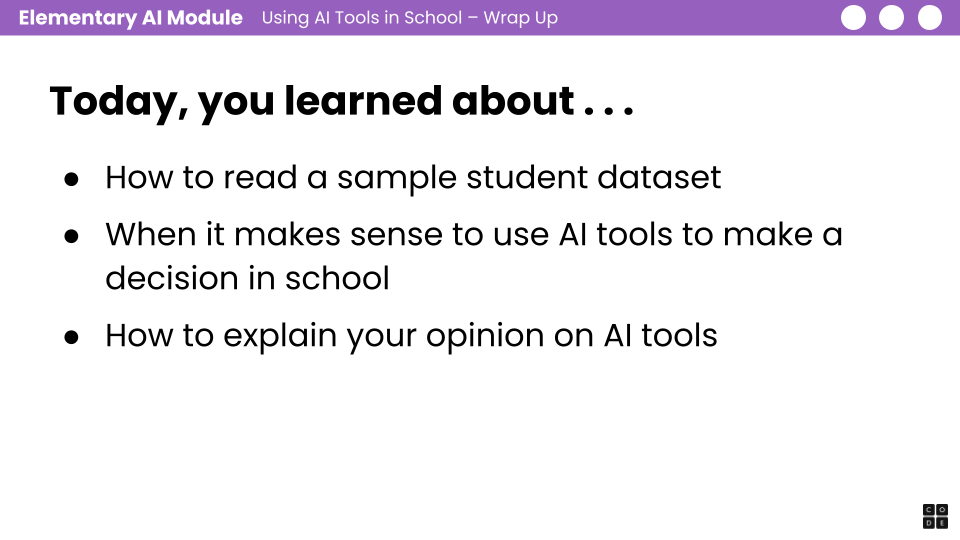 Elementary AI Module Using AI Tools in School – Wrap Up
Today, you learned about . . .
● How to read a sample student dataset
● When it makes sense to use AI tools to make a
decision in school
● How to explain your opinion on AI tools
C O
D E